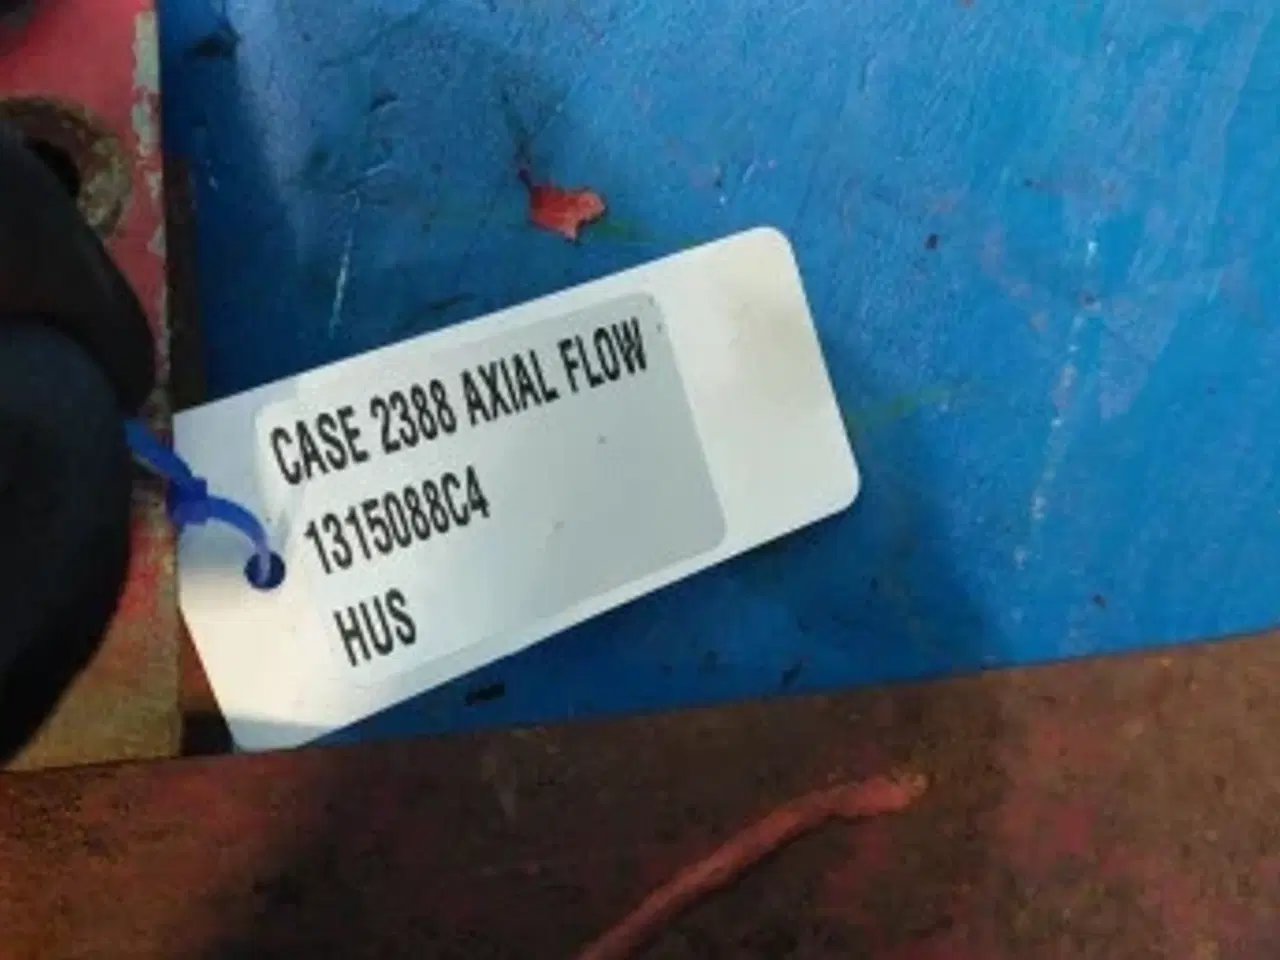 CASE 2388 AXIAL FLOW
1315088C4
HUS